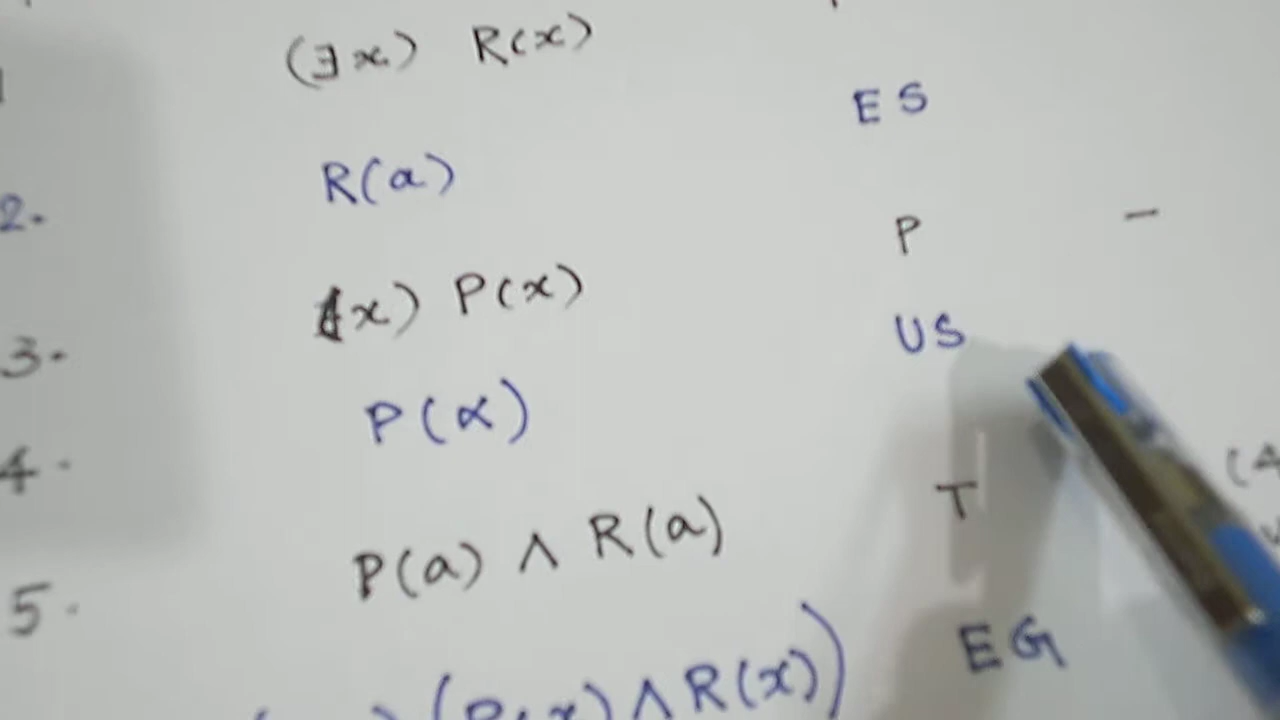 (∃x) R(x)
2. R(a) ES
3. (x) P(x) P –
4. P(α) US
5. P(a) ∧ R(a) T
(P(x) ∧ R(x)) EG